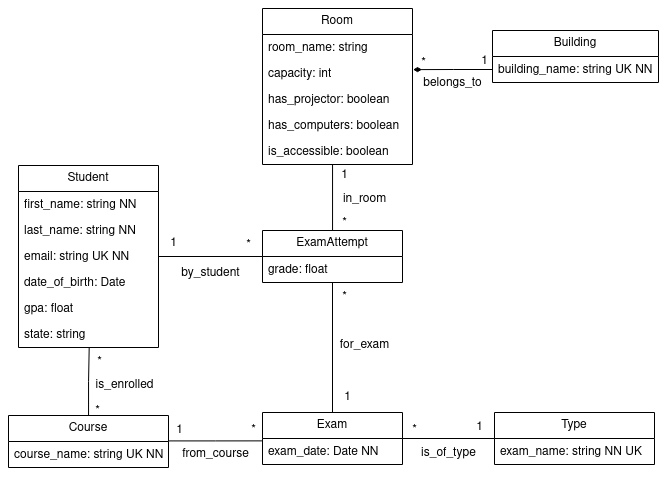 Room
room_name: string
capacity: int
has_projector: boolean
has_computers: boolean
is_accessible: boolean
* 1
belongs_to
Building
building_name: string UK NN
1
in_room
*
Student
first_name: string NN
last_name: string NN
email: string UK NN
date_of_birth: Date
gpa: float
state: string
1 *
by_student
ExamAttempt
grade: float
*
for_exam
1
*
is_enrolled
*
Course
course_name: string UK NN
1 *
from_course
Exam
exam_date: Date NN
* 1
is_of_type
Type
exam_name: string NN UK